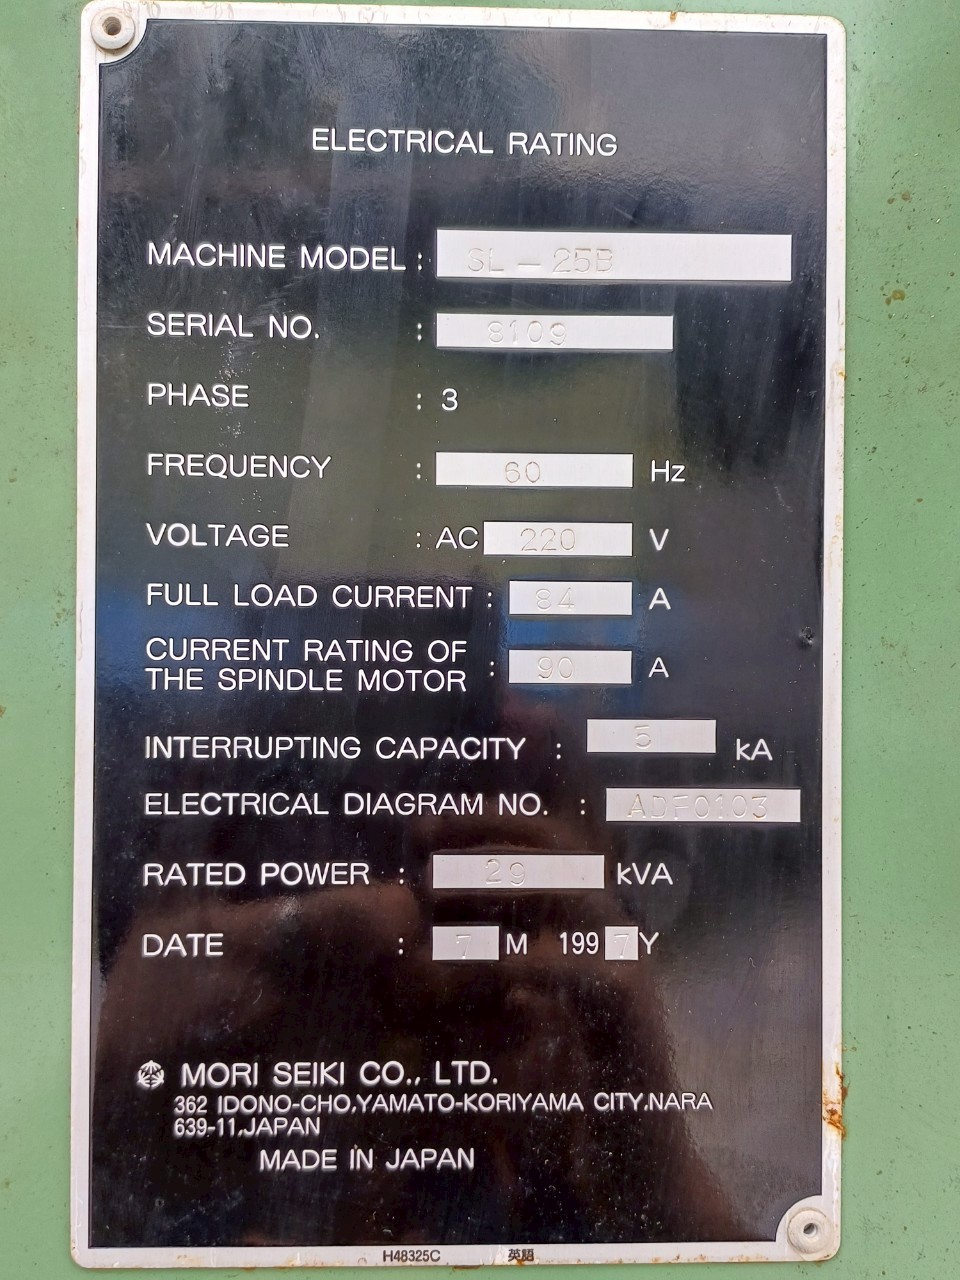 ELECTRICAL RATING
MACHINE MODEL : SL-25B
SERIAL NO. : 8109
PHASE : 3
FREQUENCY : 60 Hz
VOLTAGE : AC 220 V
FULL LOAD CURRENT : 84 A
CURRENT RATING OF
THE SPINDLE MOTOR : 90 A
INTERRUPTING CAPACITY : 5 kA
ELECTRICAL DIAGRAM NO. : ADF0103
RATED POWER : 29 kVA
DATE : 7 M 1997Y
MORI SEIKI CO., LTD.
362 IDONO-CHO,YAMATO-KORIYAMA CITY,NARA
639-11,JAPAN
MADE IN JAPAN
H48325C 英語